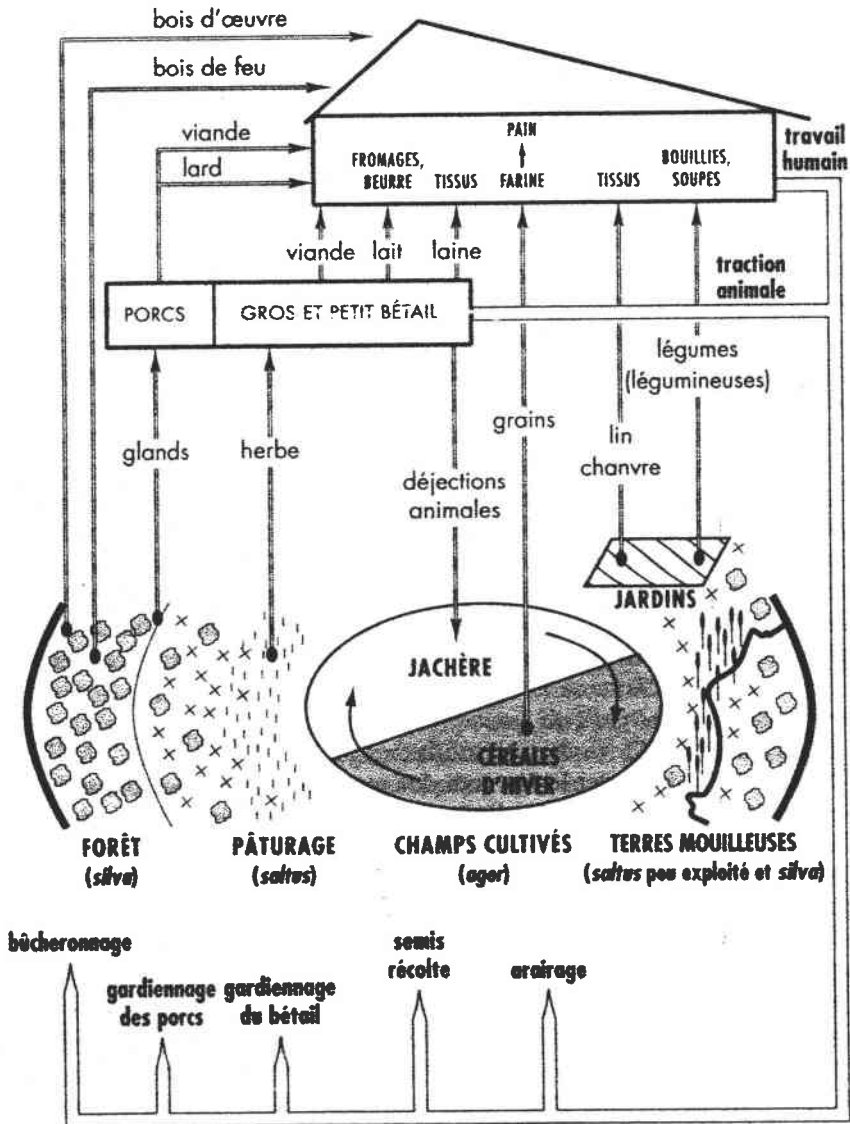 bois d'œuvre
bois de feu
viande
lard
PAIN
FROMAGES,
BEURRE
TISSUS
FARINE
TISSUS
BOUILLIES,
SOUPES
travail
humain
viande
lait
laine
traction
animale
PORCS
GROS ET PETIT BÉTAIL
légumes
(légumineuses)
glands
herbe
grains
lin
chanvre
déjections
animales
JARDINS
JACHÈRE
CÉRÉALES
D'HIVER
FORÊT
(silva)
PÂTURAGE
(saltus)
CHAMPS CULTIVÉS
(ager)
TERRES MOUILLEUSES
(saltus peu exploité et silva)
bûcheronnage
gardiennage
des porcs
gardiennage
du bétail
semis
récolte
arairage